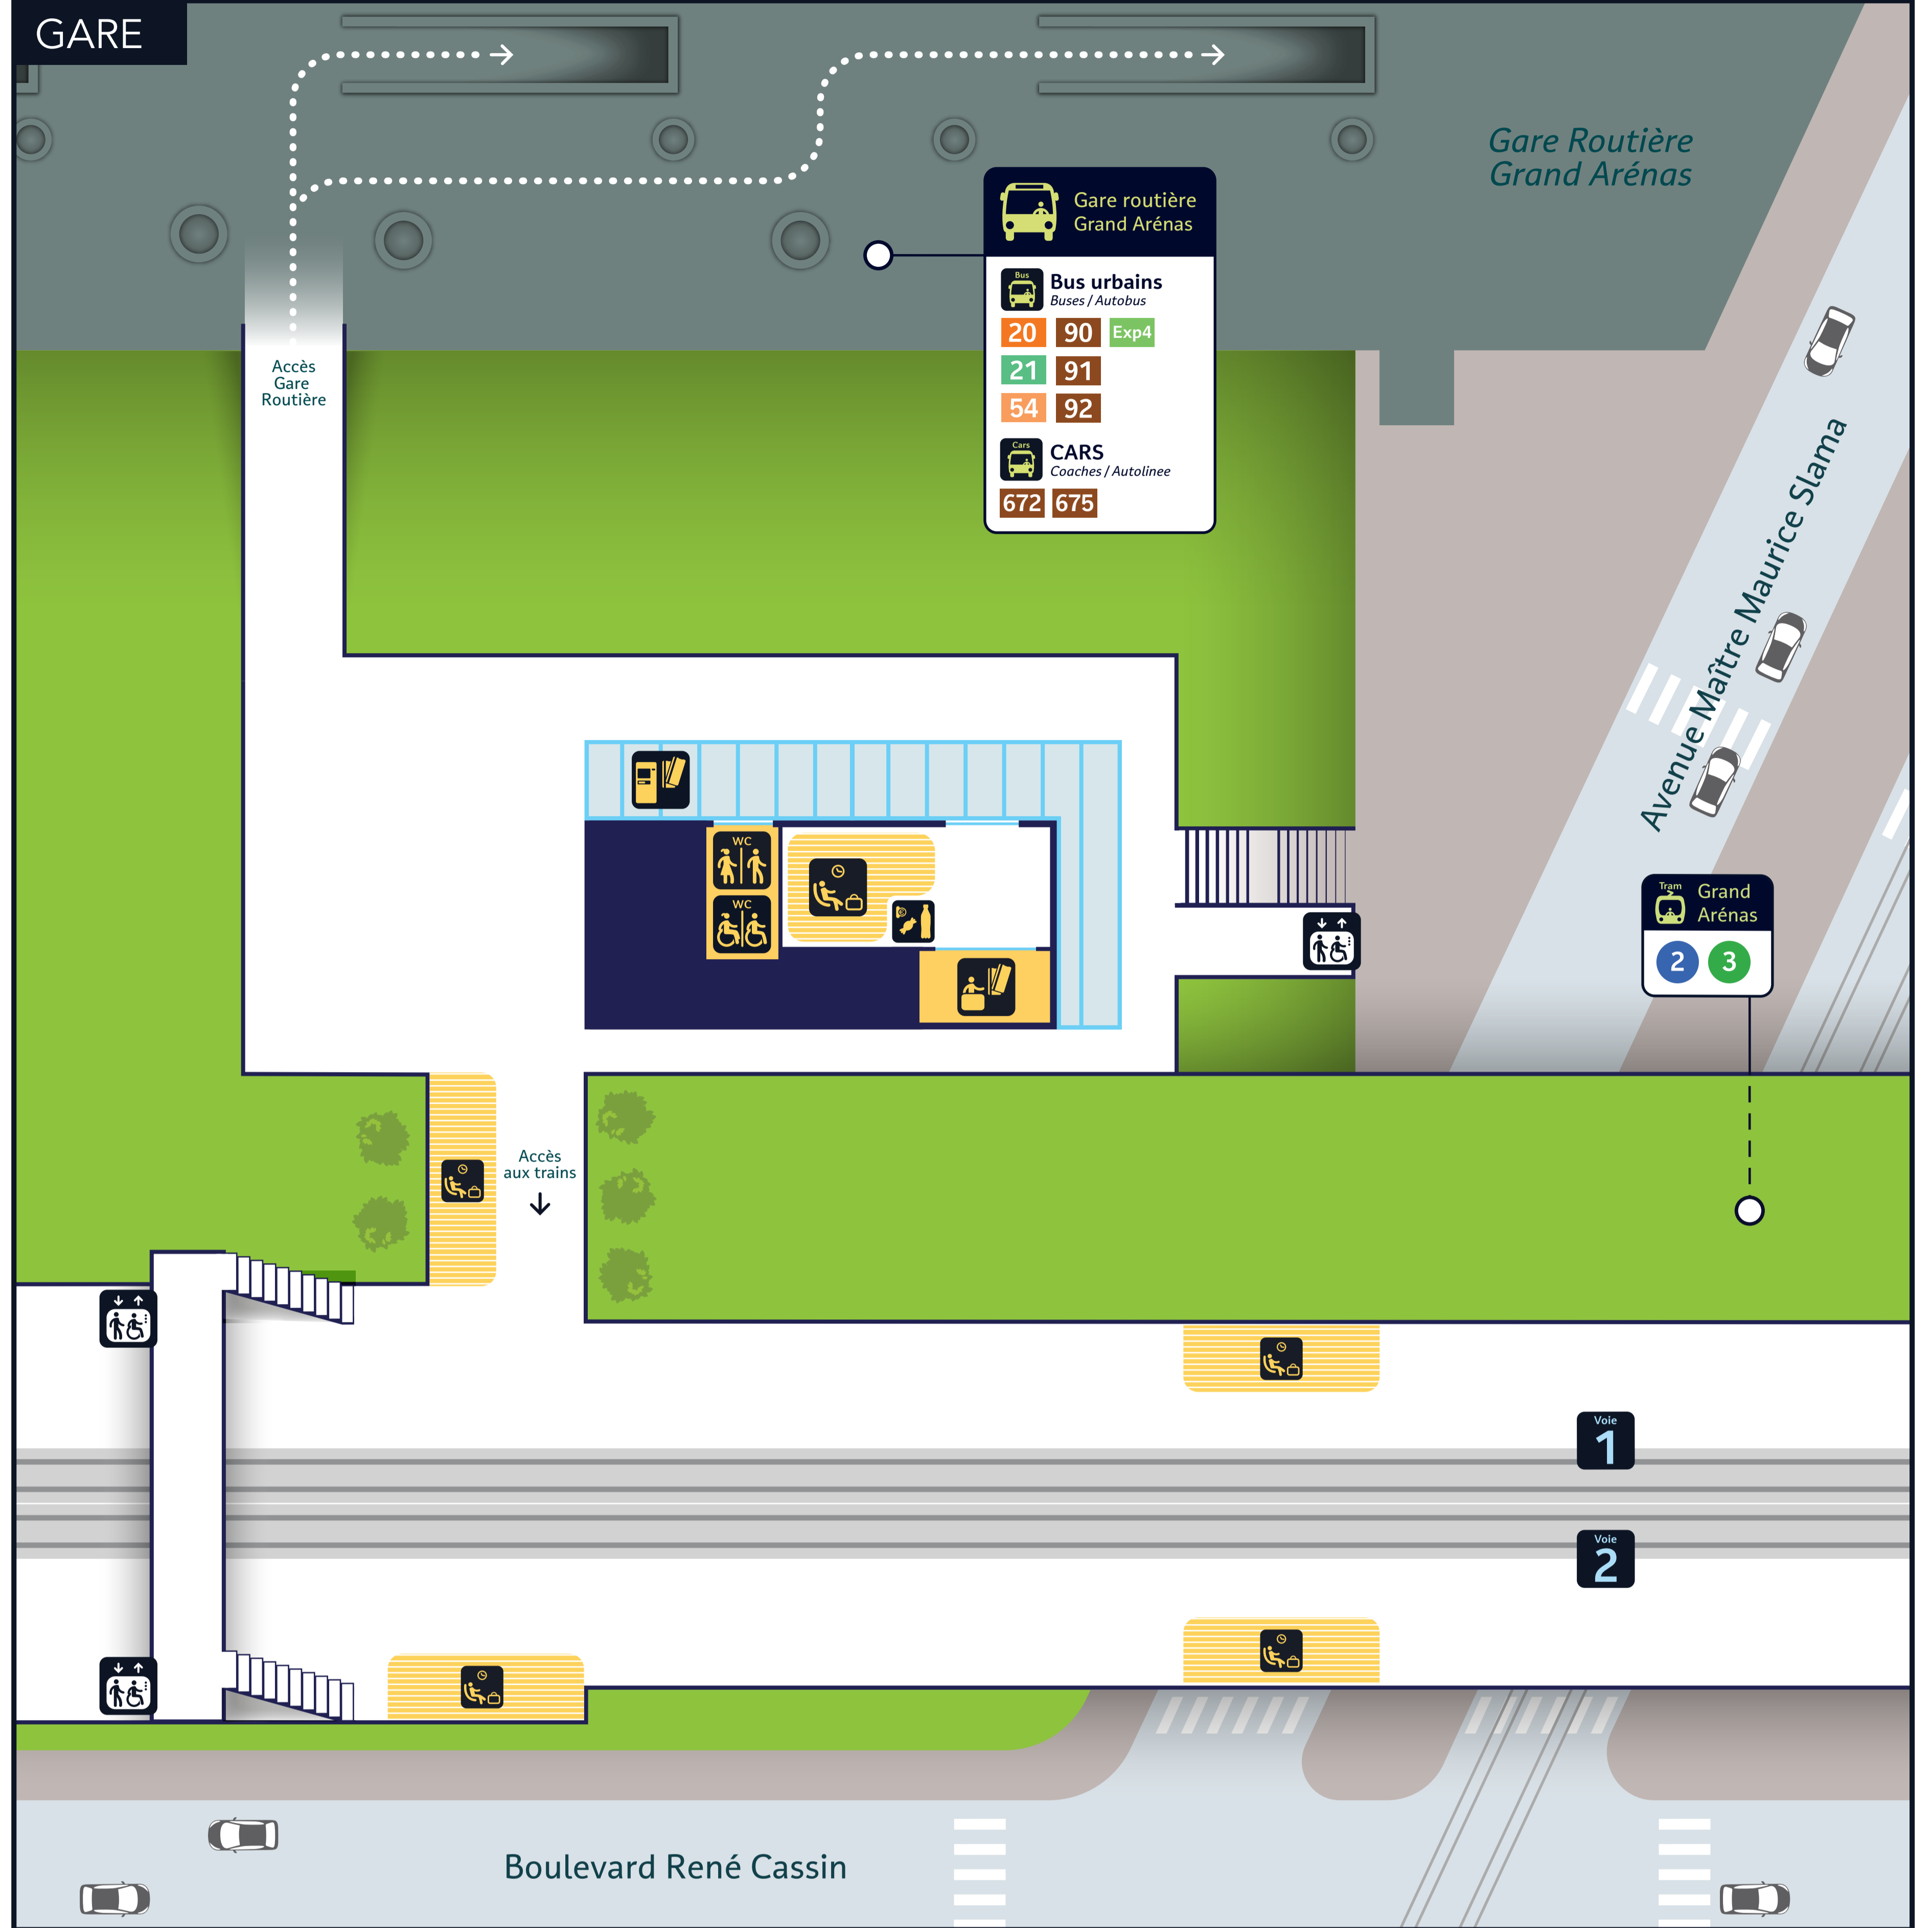 GARE
Gare Routière
Grand Arénas
Gare routière
Grand Arénas
Bus
Bus urbains
Buses / Autobus
20 90 Exp4
21 91
54 92
Cars
CARS
Coaches / Autolinee
672 675
Accès
Gare
Routière
Avenue Maître Maurice Slama
WC
WC
Tram
Grand
Arénas
2 3
Accès
aux trains
Voie
1
Voie
2
Boulevard René Cassin